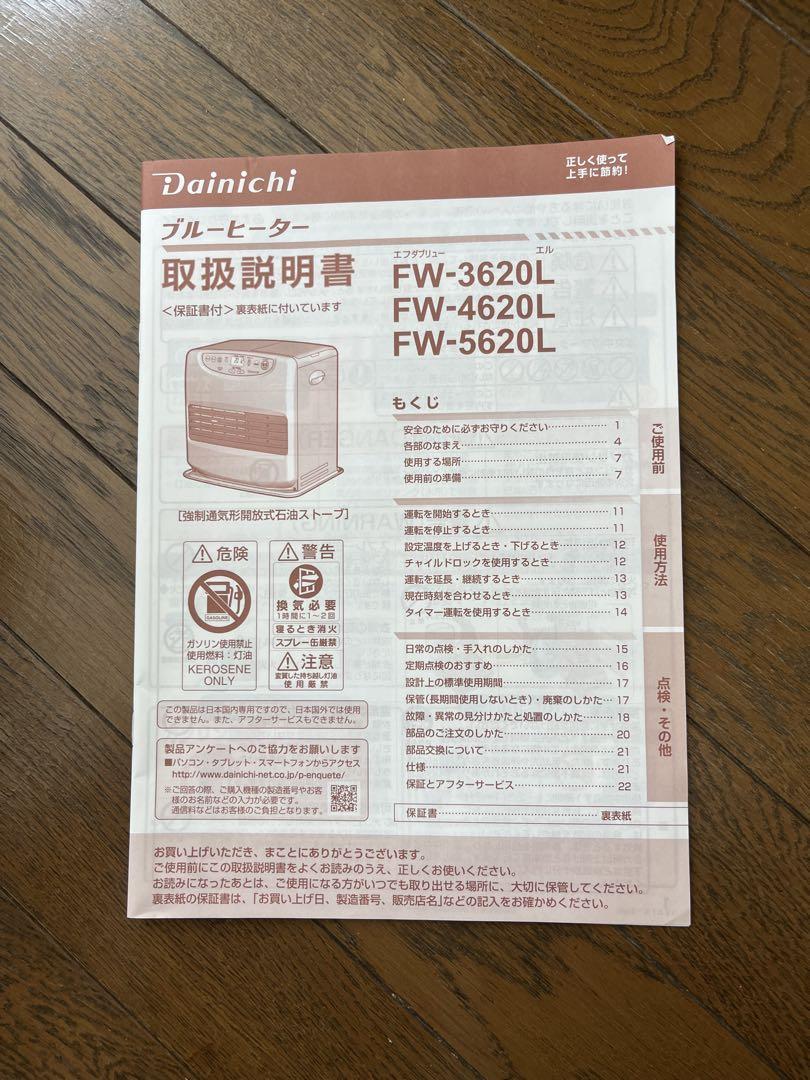 Dainichi
正しく使って
上手に節約!
ブルーヒーター
取扱説明書
<保証書付>裏表紙に付いています
エフダブリュー エル
FW-3620L
FW-4620L
FW-5620L
[強制通気形開放式石油ストーブ]
危険
GASOLINE
ガソリン使用禁止
使用燃料:灯油
KEROSENE
ONLY
警告
換気必要
1時間に1~2回
寝るとき消火
スプレー缶厳禁
注意
変質した持ち越し灯油
使用厳禁
この製品は日本国内専用ですので、日本国外では使用
できません。また、アフターサービスもできません。
製品アンケートへのご協力をお願いします
■パソコン・タブレット・スマートフォンからアクセス
http://www.dainichi-net.co.jp/p-enquete/
※ご回答の際、ご購入機種の製造番号やお客
様のお名前などの入力が必要です。
通信料などはお客様のご負担となります。
もくじ
安全のために必ずお守りください 1
各部のなまえ 4
使用する場所 7
使用前の準備 7
ご使用前
運転を開始するとき 11
運転を停止するとき 11
設定温度を上げるとき・下げるとき 12
チャイルドロックを使用するとき 12
運転を延長・継続するとき 13
現在時刻を合わせるとき 13
タイマー運転を使用するとき 14
使用方法
日常の点検・手入れのしかた 15
定期点検のおすすめ 16
設計上の標準使用期間 17
保管(長期間使用しないとき)・廃棄のしかた 17
故障・異常の見分けかたと処置のしかた 18
部品のご注文のしかた 20
部品交換について 21
仕様 21
保証とアフターサービス 22
点検・その他
保証書 裏表紙
お買い上げいただき、まことにありがとうございます。
ご使用前にこの取扱説明書をよくお読みのうえ、正しくお使いください。
お読みになったあとは、ご使用になる方がいつでも取り出せる場所に、大切に保管してください。
裏表紙の保証書は、「お買い上げ日、製造番号、販売店名」などの記入をお確かめください。